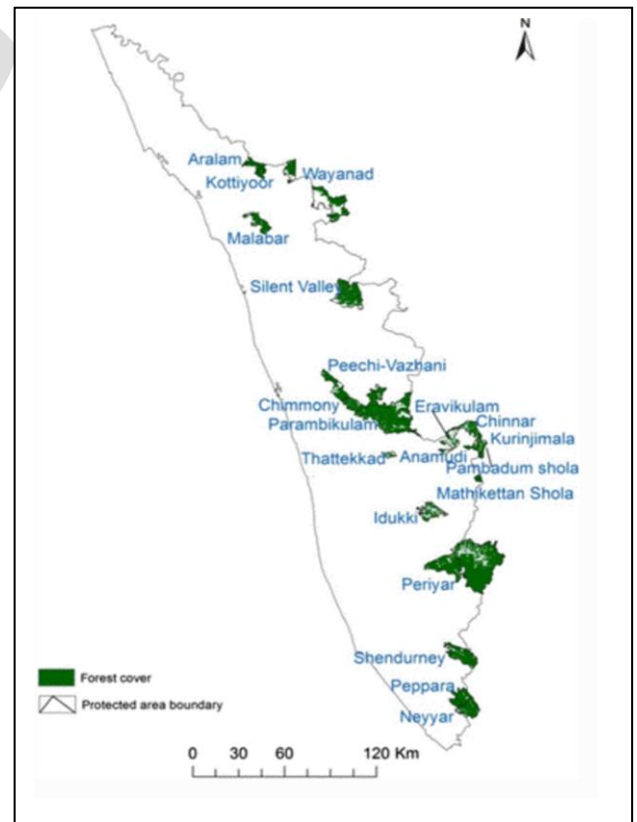 N
Aralam
Kottiyoor
Wayanad
Malabar
Silent Valley
Peechi-Vazhani
Chimmony
Parambikulam
Eravikulam
Chinnar
Kurinjimala
Thattekkad
Anamudi
Pambadum shola
Mathikettan Shola
Idukki
Periyar
Shendurney
Peppara
Neyyar
Forest cover
Protected area boundary
0 30 60 120 Km